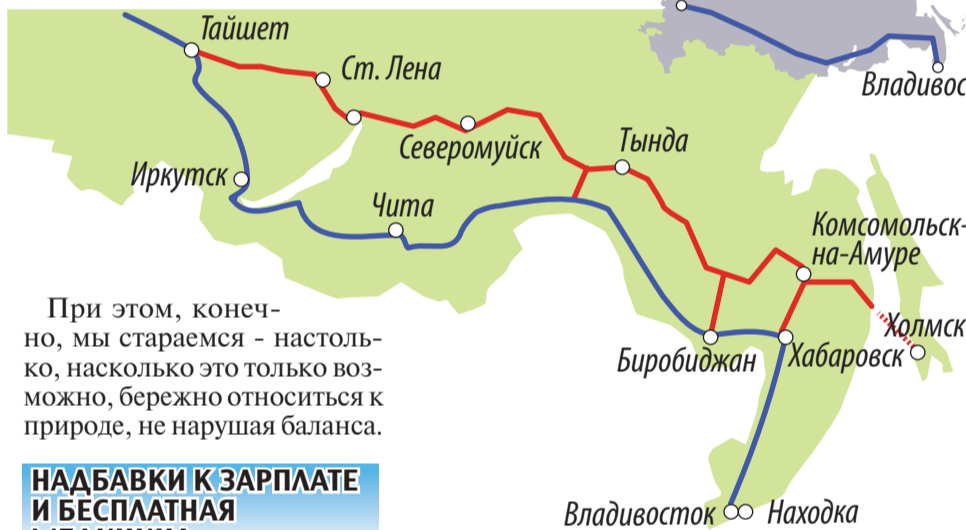 Тайшет
Ст. Лена
Владивос
Северомуйск
Тында
Иркутск
Чита
Комсомольск-
на-Амуре
Холмск
Биробиджан
Хабаровск
При этом, конеч-
но, мы стараемся - настоль-
ко, насколько это только воз-
можно, бережно относиться к
природе, не нарушая баланса.
НАДБАВКИ К ЗАРПЛАТЕ
И БЕСПЛАТНАЯ
Владивосток
Находка